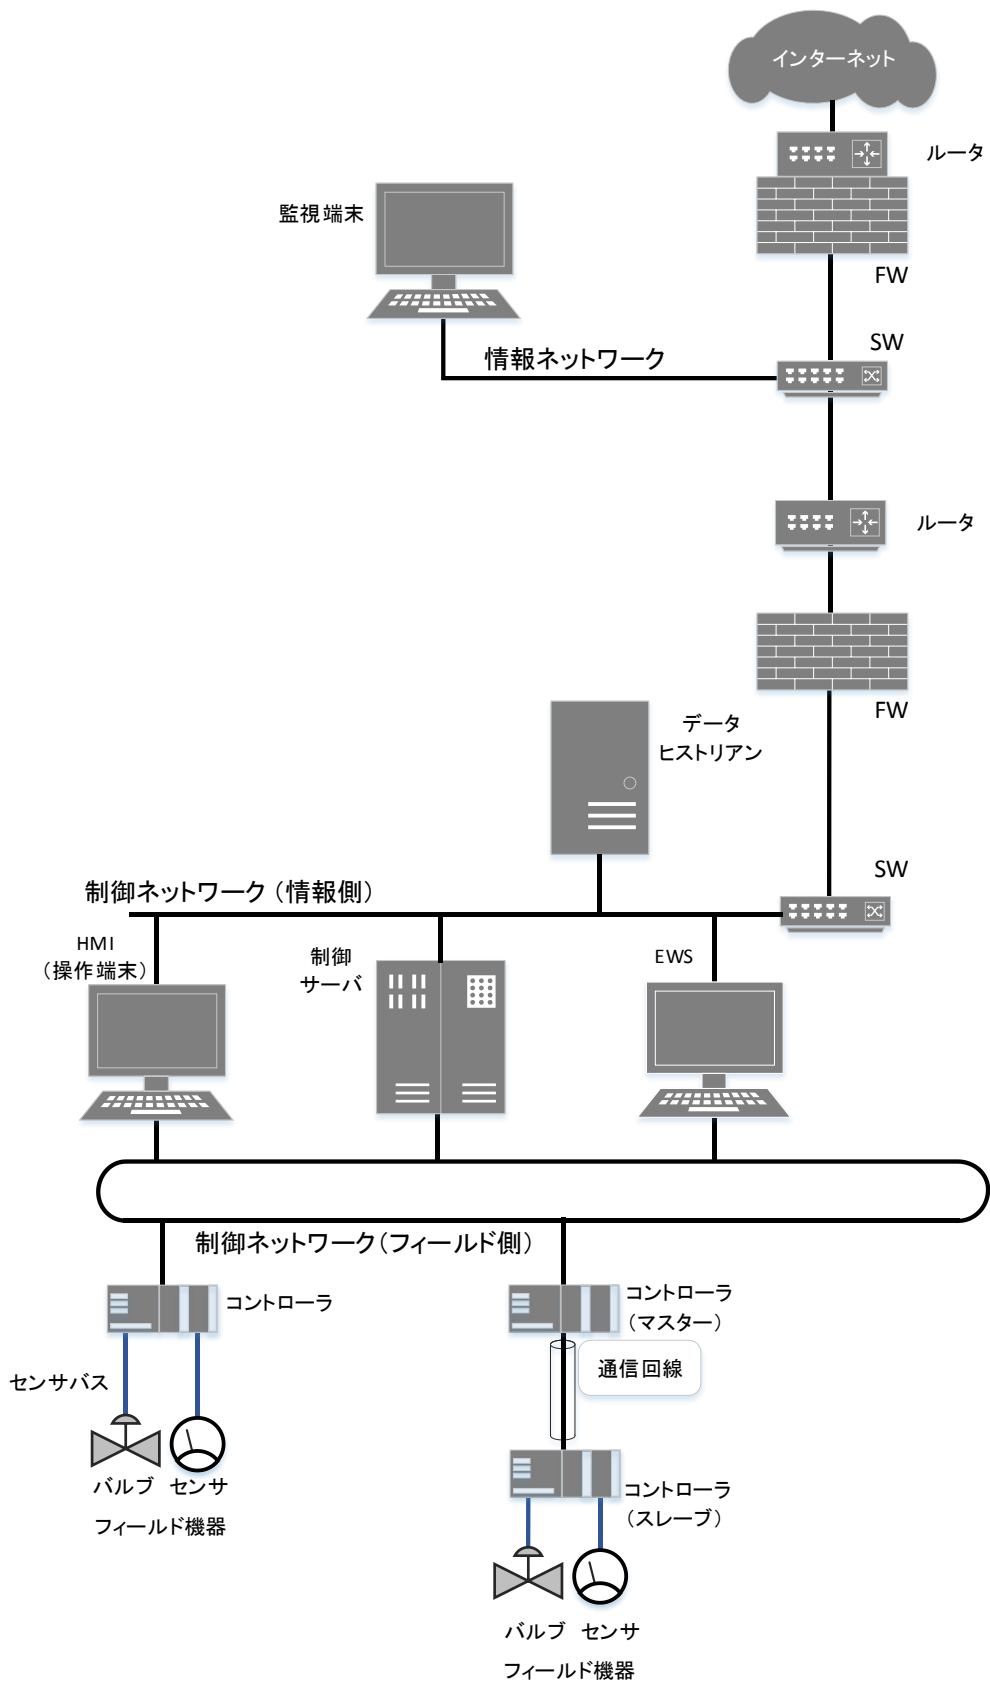 インターネット
ルータ
監視端末
FW
SW
情報ネットワーク
ルータ
FW
データ
ヒストリアン
SW
制御ネットワーク（情報側）
HMI
（操作端末）
制御
サーバ
EWS
制御ネットワーク（フィールド側）
コントローラ
コントローラ
（マスター）
通信回線
センサバス
バルブ センサ
フィールド機器
コントローラ
（スレーブ）
バルブ センサ
フィールド機器